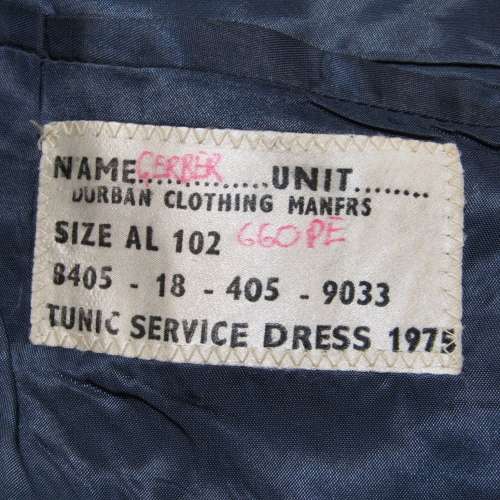 NAME GERBER ............. UNIT ........
DURBAN CLOTHING MANFRS
SIZE AL 102 660PE
8405 - 18 - 405 - 9033
TUNIC SERVICE DRESS 1975